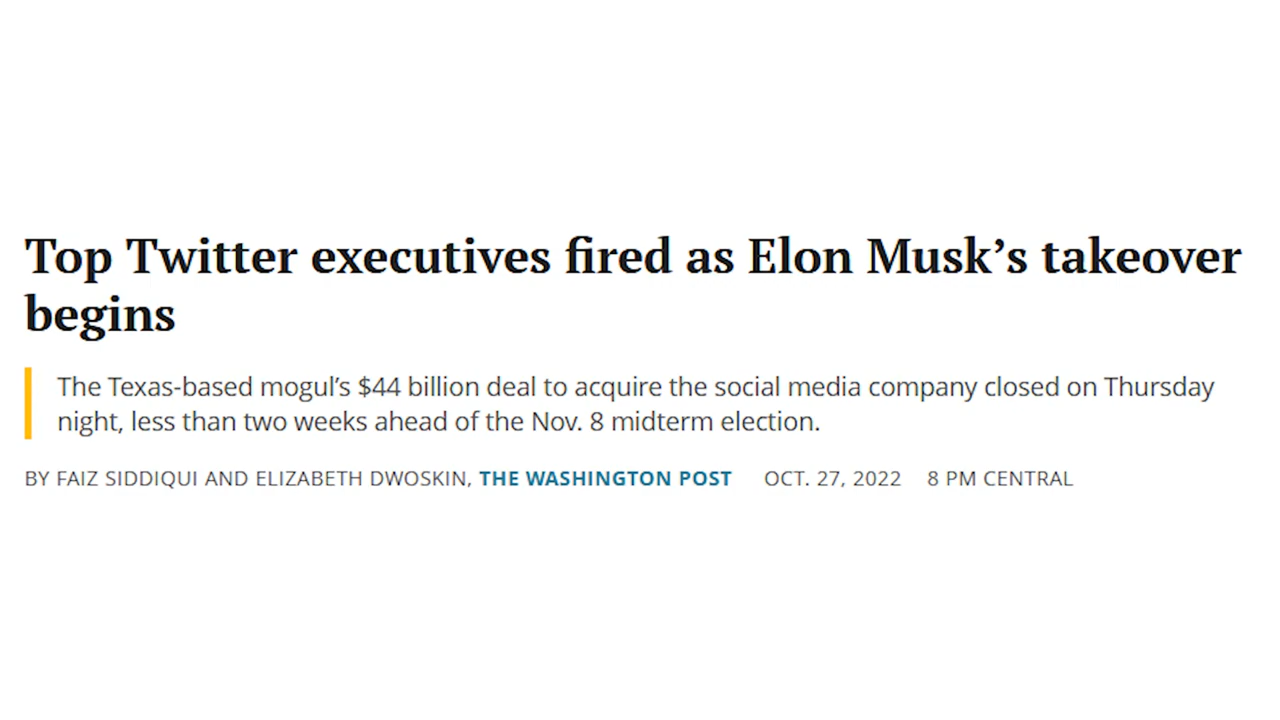 Top Twitter executives fired as Elon Musk’s takeover
begins
The Texas-based mogul’s $44 billion deal to acquire the social media company closed on Thursday
night, less than two weeks ahead of the Nov. 8 midterm election.
BY FAIZ SIDDIQUI AND ELIZABETH DWOSKIN, THE WASHINGTON POST OCT. 27, 2022 8 PM CENTRAL